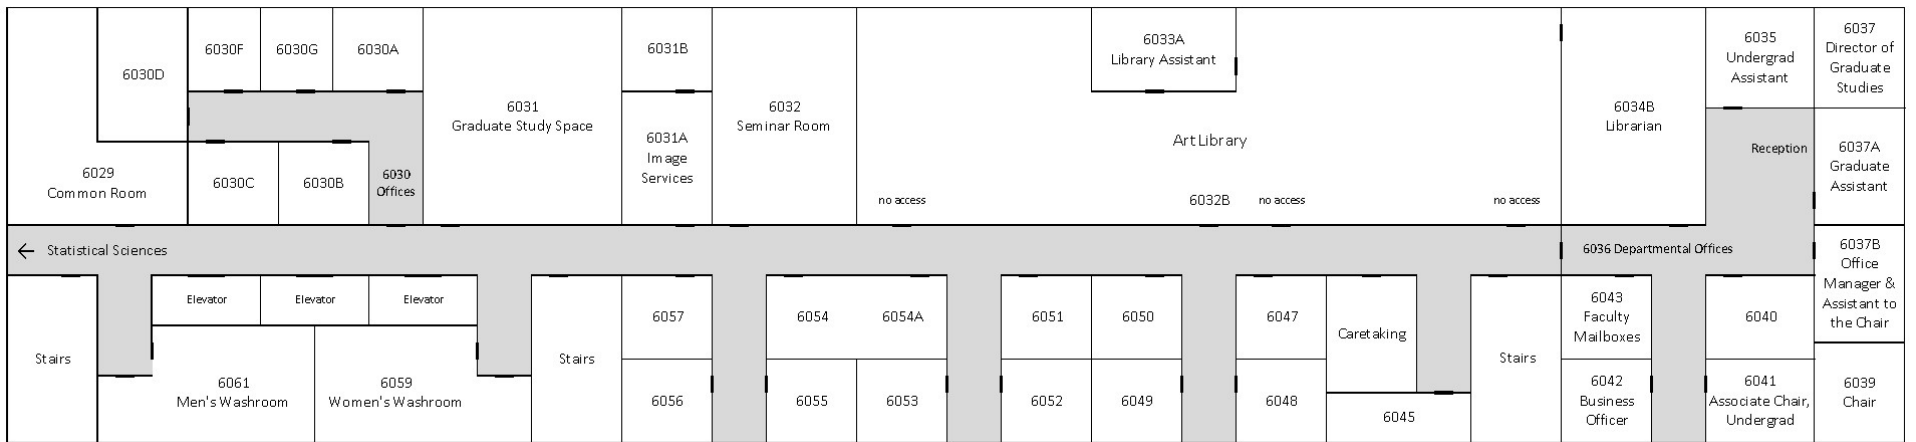 6030D
6030F
6030G
6030A
6031
Graduate Study Space
6031B
6031A
Image
Services
6032
Seminar Room
6033A
Library Assistant
Art Library
no access
6032B
no access
no access
6034B
Librarian
6035
Undergrad
Assistant
6037
Director of
Graduate
Studies
Reception
6037A
Graduate
Assistant
6029
Common Room
6030C
6030B
6030
Offices
← Statistical Sciences
6036 Departmental Offices
6037B
Office
Manager &
Assistant to
the Chair
Stairs
Elevator
Elevator
Elevator
6061
Men's Washroom
6059
Women's Washroom
Stairs
6057
6056
6054
6054A
6055
6053
6051
6050
6052
6049
6047
6048
Caretaking
6045
Stairs
6043
Faculty
Mailboxes
6042
Business
Officer
6040
6041
Associate Chair,
Undergrad
6039
Chair